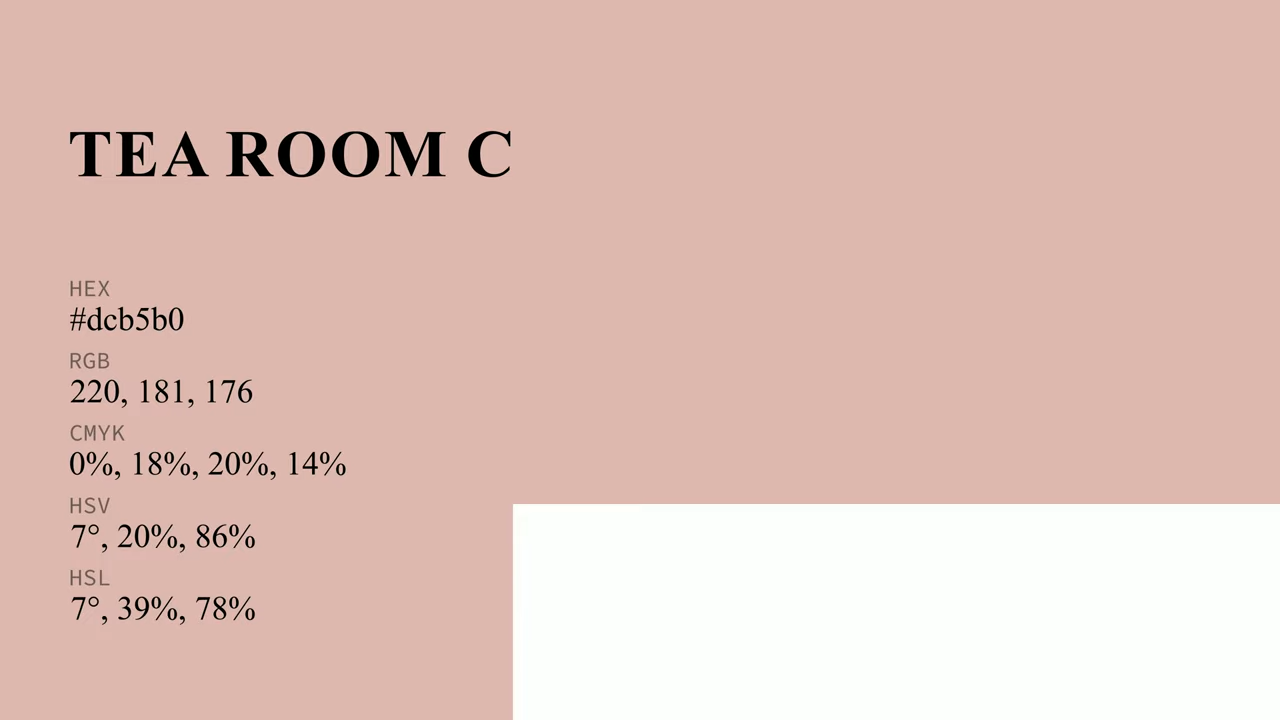 TEA ROOM C
HEX
#dcb5b0
RGB
220, 181, 176
CMYK
0%, 18%, 20%, 14%
HSV
7°, 20%, 86%
HSL
7°, 39%, 78%